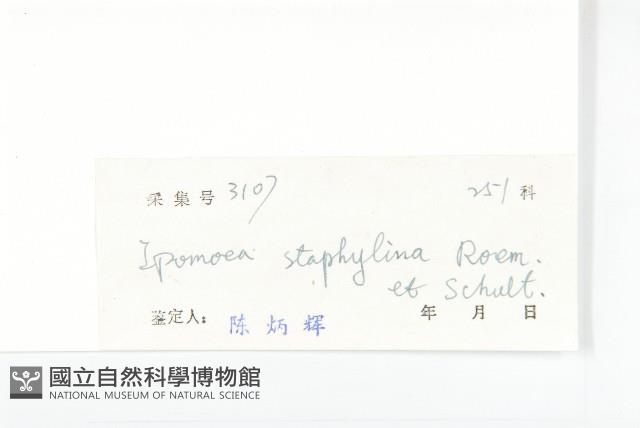 采集号 3107 251 科
Ipomoea staphylina Roem.
et Schult.
鉴定人: 陈炳辉 年 月 日
國立自然科學博物館
NATIONAL MUSEUM OF NATURAL SCIENCE